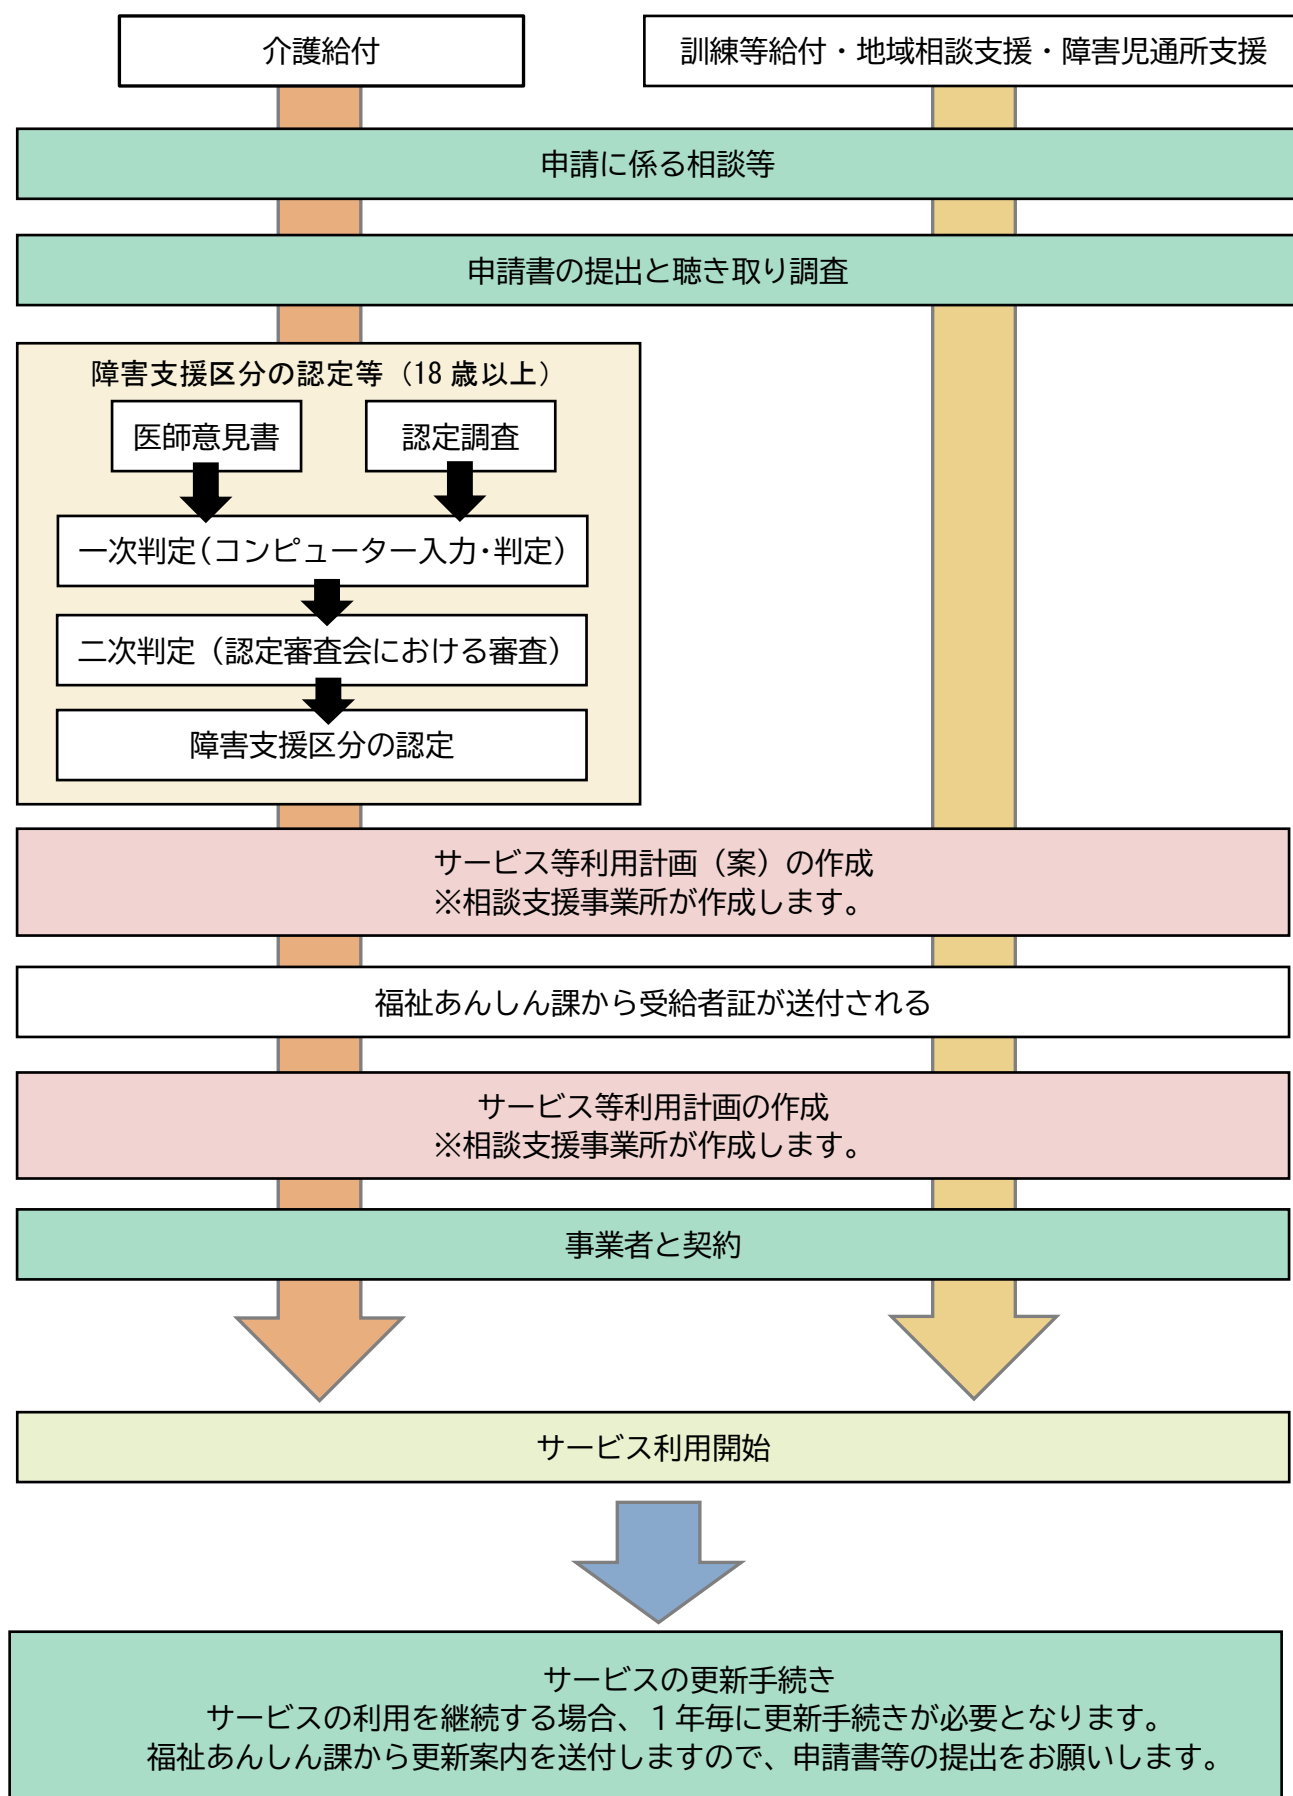 介護給付
訓練等給付・地域相談支援・障害児通所支援
申請に係る相談等
申請書の提出と聴き取り調査
障害支援区分の認定等（18 歳以上）
医師意見書
認定調査
一次判定（コンピューター入力・判定）
二次判定（認定審査会における審査）
障害支援区分の認定
サービス等利用計画（案）の作成
※相談支援事業所が作成します。
福祉あんしん課から受給者証が送付される
サービス等利用計画の作成
※相談支援事業所が作成します。
事業者と契約
サービス利用開始
サービスの更新手続き
サービスの利用を継続する場合、１年毎に更新手続きが必要となります。
福祉あんしん課から更新案内を送付しますので、申請書等の提出をお願いします。